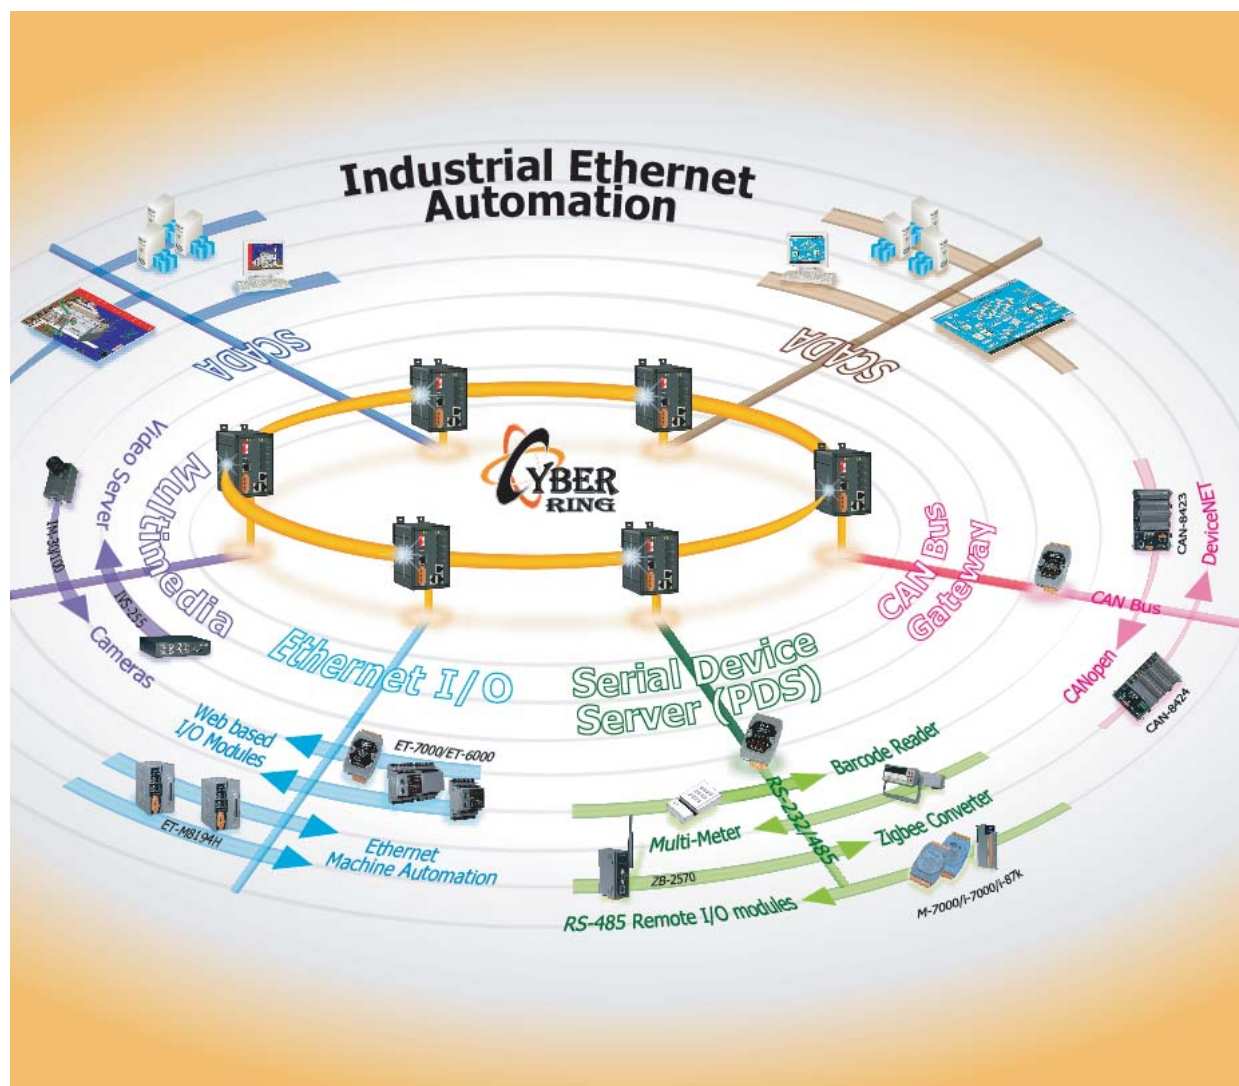 Industrial Ethernet
Automation
SCADA
SCADA
CYBER
RING
Video Server
Multimedia
IVS-255
Cameras
CAN Bus
Gateway
CAN-8423
DeviceNET
CAN Bus
CANopen
CAN-8424
Ethernet I/O
Web based
I/O Modules
ET-7000/ET-6000
ET-M8194H
Ethernet
Machine Automation
Serial Device
Server (PDS)
RS-232/485
Barcode Reader
Multi-Meter
Zigbee Converter
ZB-2570
RS-485 Remote I/O modules
M-7000/i-7000/i-87k